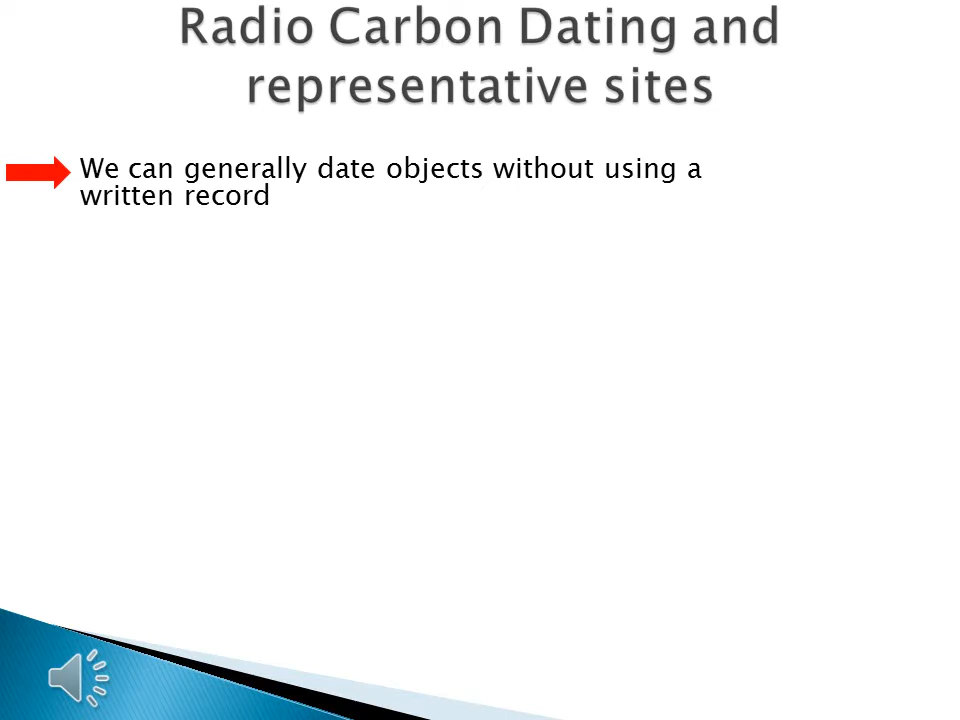 Radio Carbon Dating and
representative sites
We can generally date objects without using a
written record